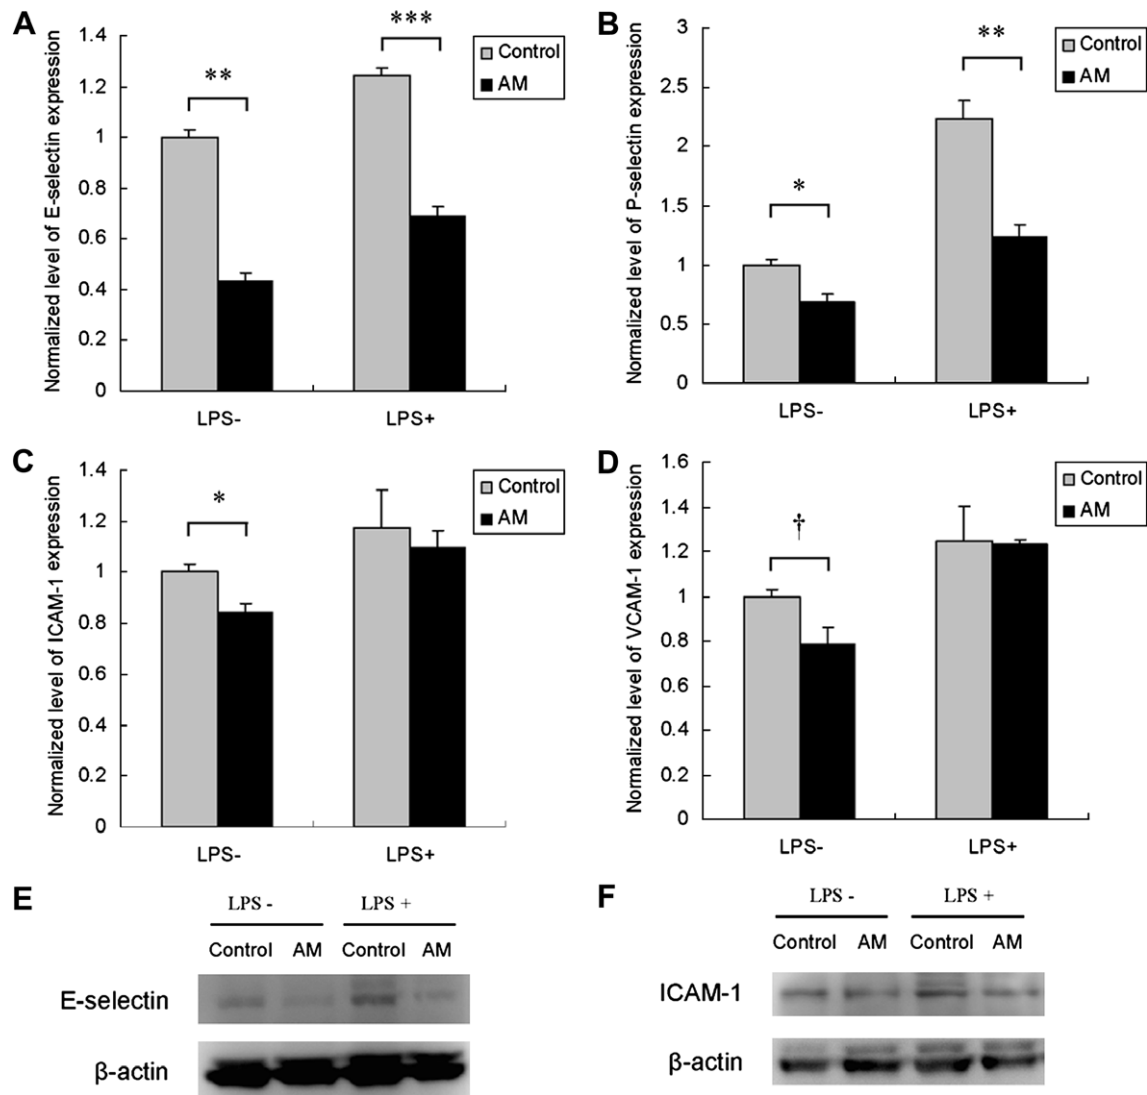 A
Normalized level of E-selectin expression
1.4
1.2
1
0.8
0.6
0.4
0.2
0
**
***
Control
AM
LPS-
LPS+
B
Normalized level of P-selectin expression
3
2.5
2
1.5
1
0.5
0
*
**
Control
AM
LPS-
LPS+
C
Normalized level of ICAM-1 expression
1.4
1.2
1
0.8
0.6
0.4
0.2
0
*
Control
AM
LPS-
LPS+
D
Normalized level of VCAM-1 expression
1.6
1.4
1.2
1
0.8
0.6
0.4
0.2
0
†
Control
AM
LPS-
LPS+
E
LPS - LPS +
Control AM Control AM
E-selectin
β-actin
F
LPS - LPS +
Control AM Control AM
ICAM-1
β-actin